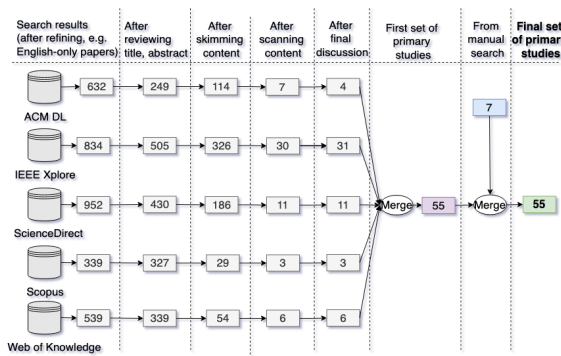 Search results
(after refining, e.g.
English-only papers)
After
reviewing
title, abstract
After
skimming
content
After
scanning
content
After
final
discussion
First set of
primary
studies
From
manual
search
Final set
of primar
studies
632
249
114
7
4
ACM DL
7
834
505
326
30
31
IEEE Xplore
952
430
186
11
11
Merge
55
Merge
55
ScienceDirect
339
327
29
3
3
Scopus
539
339
54
6
6
Web of Knowledge